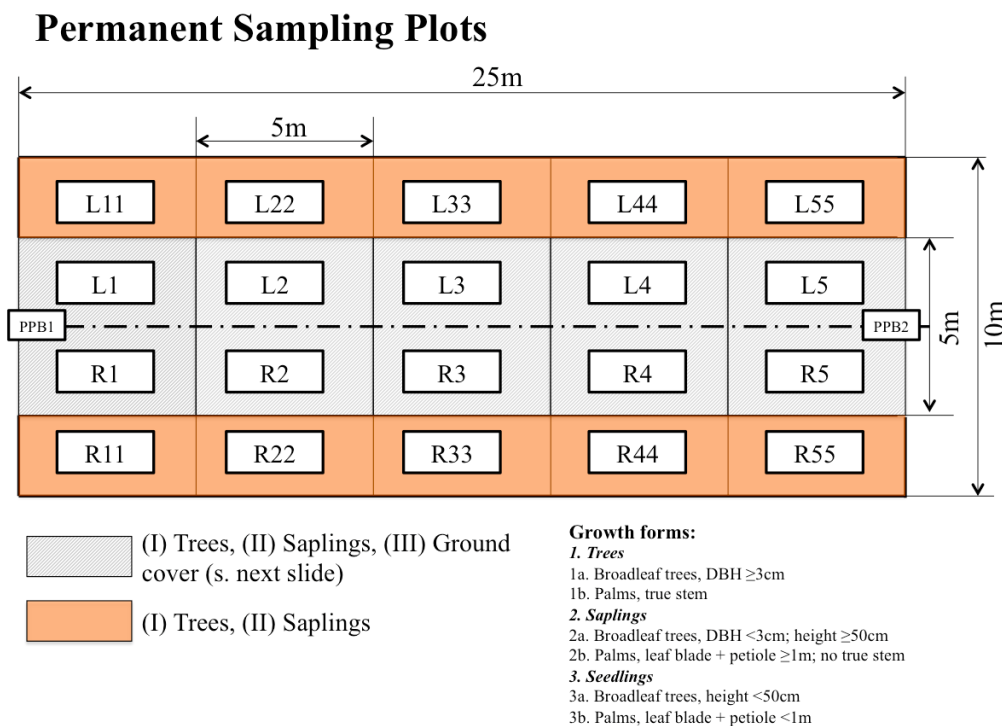 Permanent Sampling Plots
25m
5m
L11 L22 L33 L44 L55
L1 L2 L3 L4 L5
PPB1 PPB2
5m
10m
R1 R2 R3 R4 R5
R11 R22 R33 R44 R55
(I) Trees, (II) Saplings, (III) Ground
cover (s. next slide)
(I) Trees, (II) Saplings
Growth forms:
1. Trees
1a. Broadleaf trees, DBH ≥3cm
1b. Palms, true stem
2. Saplings
2a. Broadleaf trees, DBH <3cm; height ≥50cm
2b. Palms, leaf blade + petiole ≥1m; no true stem
3. Seedlings
3a. Broadleaf trees, height <50cm
3b. Palms, leaf blade + petiole <1m